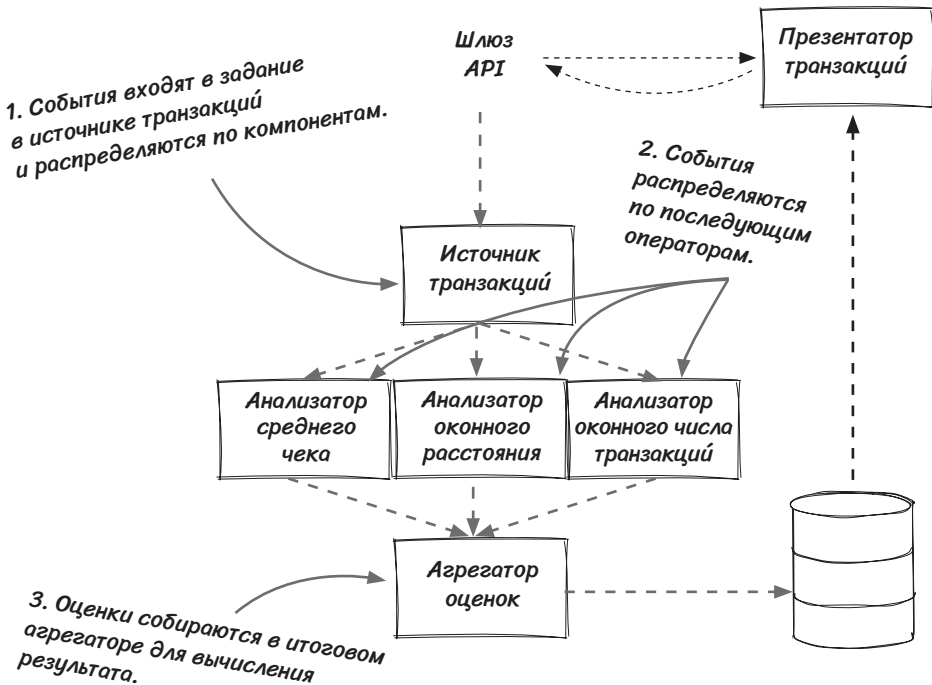 Шлюз
API
Презентатор
транзакций
1. События входят в задание
в источнике транзакций
и распределяются по компонентам.
2. События
распределяются
по последующим
операторам.
Источник
транзакций
Анализатор
среднего
чека
Анализатор
оконного
расстояния
Анализатор
оконного числа
транзакций
Агрегатор
оценок
3. Оценки собираются в итоговом
агрегаторе для вычисления
результата.